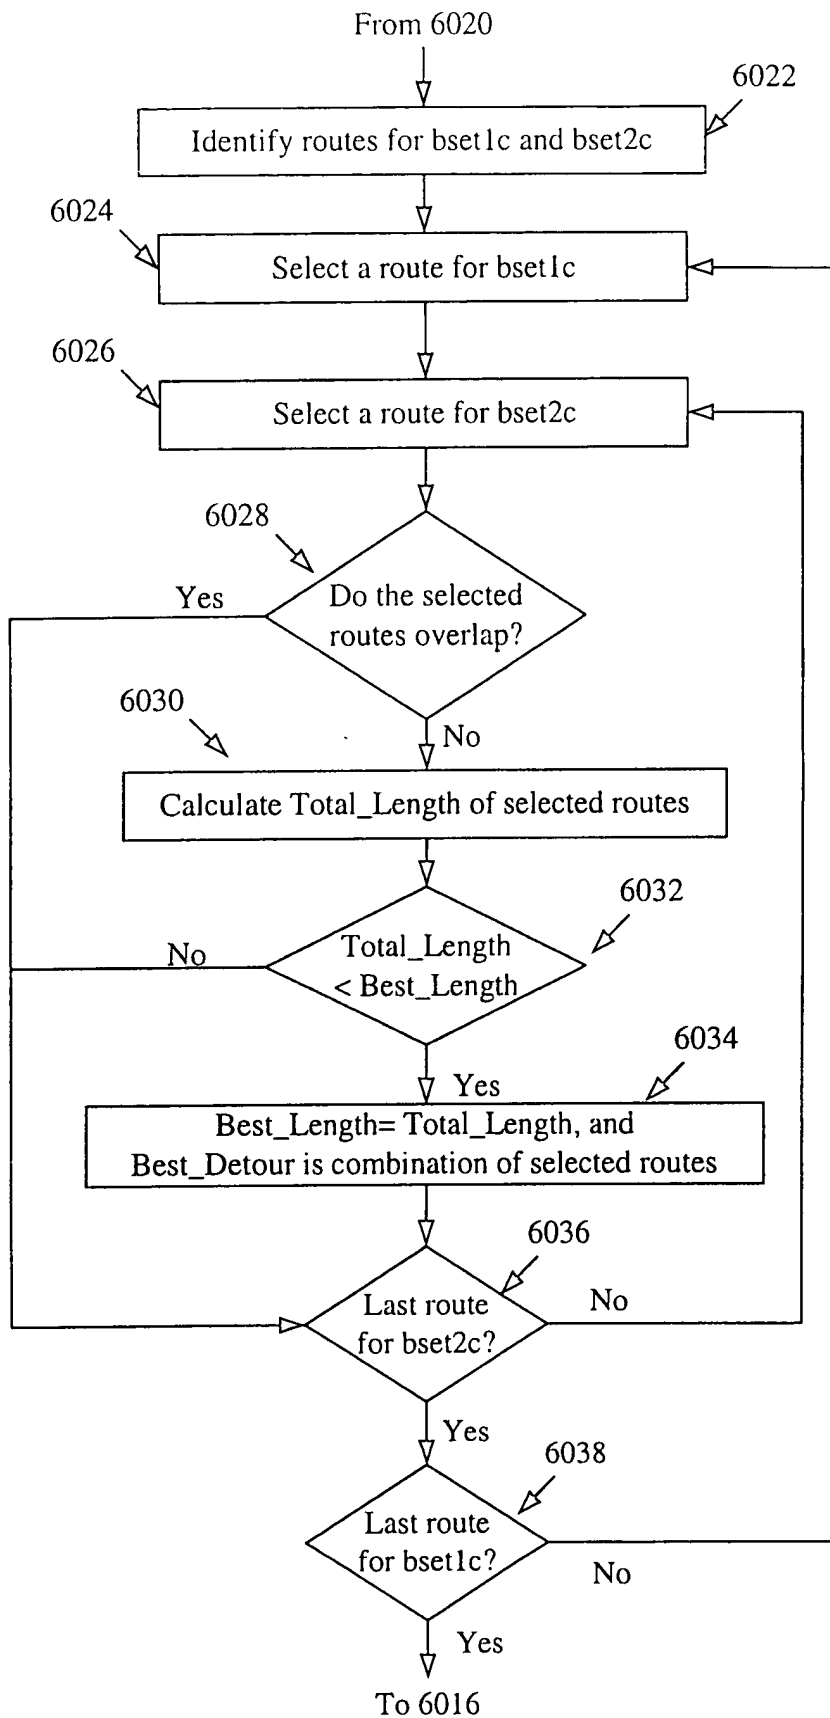 From 6020
6022
Identify routes for bset1c and bset2c
6024
Select a route for bset1c
6026
Select a route for bset2c
6028
Yes
Do the selected
routes overlap?
6030
No
Calculate Total_Length of selected routes
6032
No
Total_Length
< Best_Length
6034
Yes
Best_Length= Total_Length, and
Best_Detour is combination of selected routes
6036
Last route
for bset2c?
No
Yes
6038
Last route
for bset1c?
No
Yes
To 6016